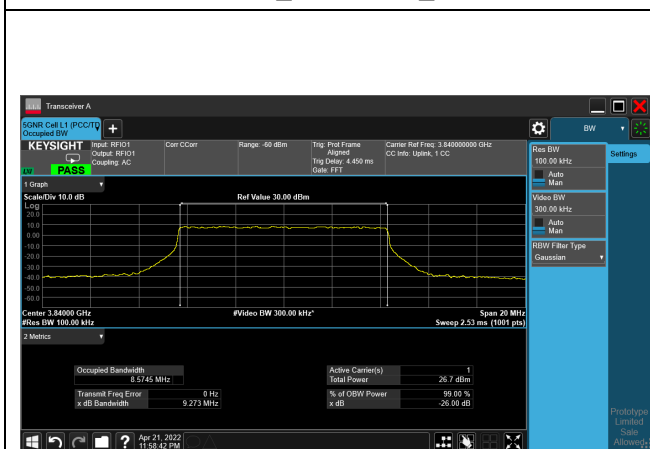 Transceiver A
5GNR Cell L1 (PCC/TD
Occupied BW
BW
KEYSIGHT
LVI
PASS
Input: RFIO1
Output: RFIO1
Coupling: AC
Corr CCorr
Range: -60 dBm
Trig: Prot Frame
Aligned
Trig Delay: 4.450 ms
Gate: FFT
Carrier Ref Freq: 3.840000000 GHz
CC Info: Uplink, 1 CC
Res BW
100.00 kHz
Auto
Man
Video BW
300.00 kHz
Auto
Man
RBW Filter Type
Gaussian
Settings
1 Graph
Scale/Div 10.0 dB
Ref Value 30.00 dBm
Log
20.0
10.0
0.00
-10.0
-20.0
-30.0
-40.0
-50.0
-60.0
Center 3.84000 GHz
#Video BW 300.00 kHz*
Span 20 MHz
#Res BW 100.00 kHz
Sweep 2.53 ms (1001 pts)
2 Metrics
Occupied Bandwidth
8.5745 MHz
Active Carrier(s) 1
Total Power 26.7 dBm
Transmit Freq Error 0 Hz
x dB Bandwidth 9.273 MHz
% of OBW Power 99.00 %
x dB -26.00 dB
Prototype
Limited
Sale
Allowed
Apr 21, 2022
11:58:42 PM